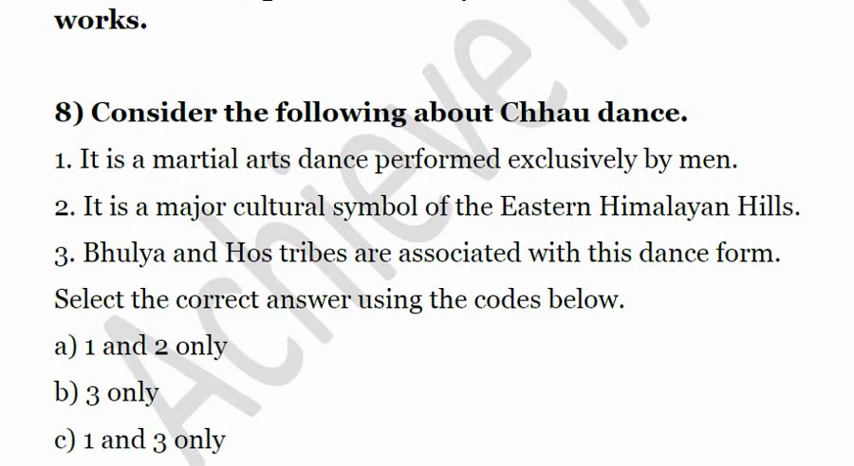 works.
8) Consider the following about Chhau dance.
1. It is a martial arts dance performed exclusively by men.
2. It is a major cultural symbol of the Eastern Himalayan Hills.
3. Bhulya and Hos tribes are associated with this dance form.
Select the correct answer using the codes below.
a) 1 and 2 only
b) 3 only
c) 1 and 3 only
Achieve